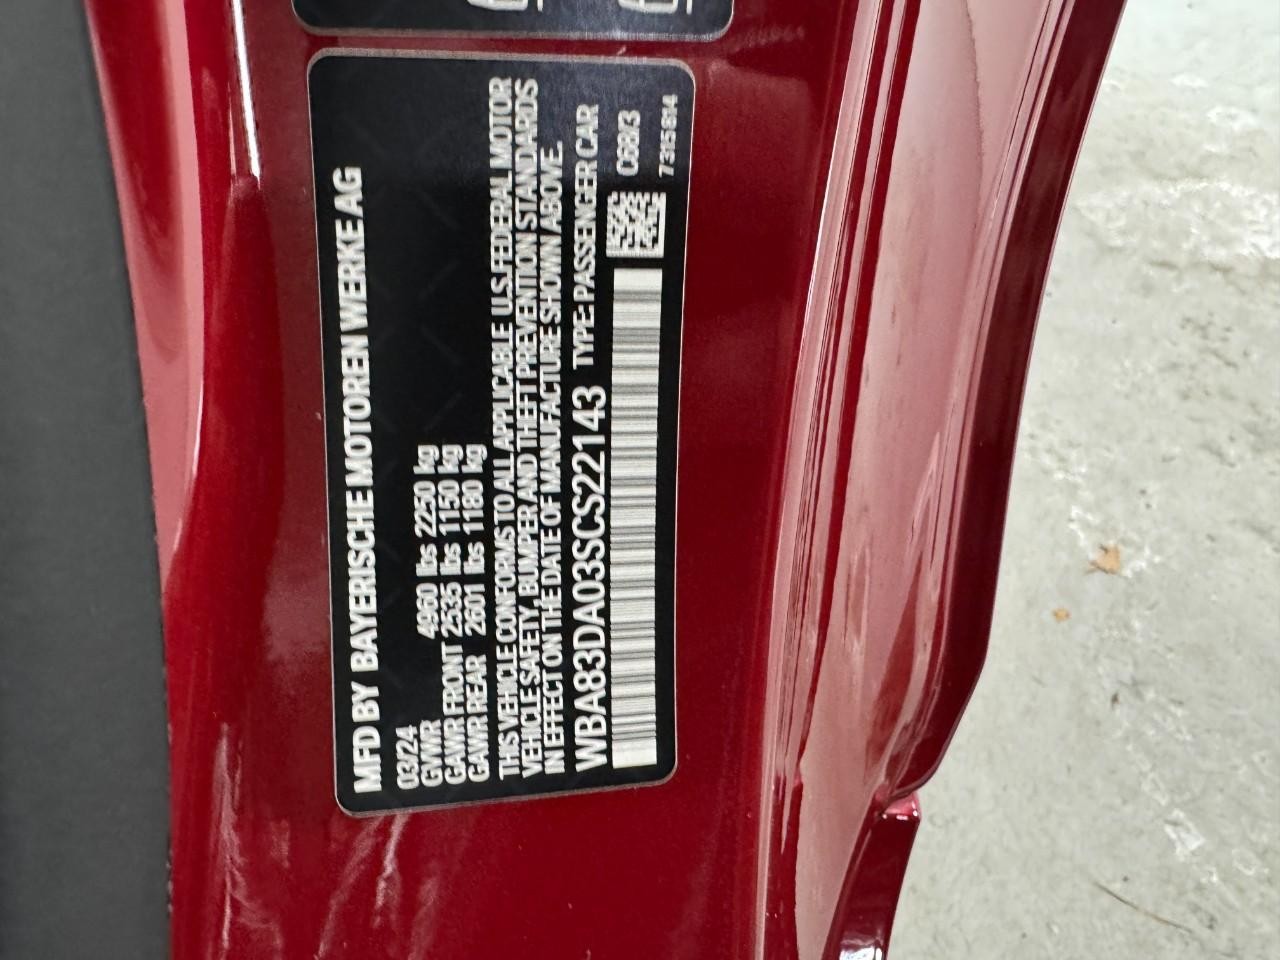 MFD BY BAYERISCHE MOTOREN WERKE AG
03/24
GVWR 4960 lbs 2250 kg
GAWR FRONT 2535 lbs 1150 kg
GAWR REAR 2601 lbs 1180 kg
THIS VEHICLE CONFORMS TO ALL APPLICABLE U.S. FEDERAL MOTOR
VEHICLE SAFETY, BUMPER AND THEFT PREVENTION STANDARDS
IN EFFECT ON THE DATE OF MANUFACTURE SHOWN ABOVE.
WBA83DA03SCS22143 TYPE: PASSENGER CAR
C68/3